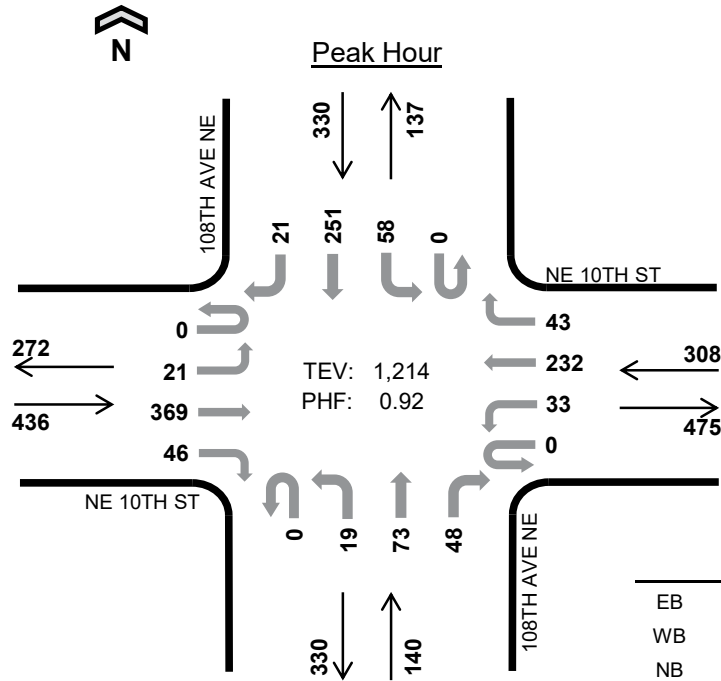 N
Peak Hour
330
137
108TH AVE NE
21
251
58
0
NE 10TH ST
0
43
272
21
TEV: 1,214
232
308
436
369
PHF: 0.92
33
475
46
0
NE 10TH ST
0
19
73
48
108TH AVE NE
330
140
EB
WB
NB